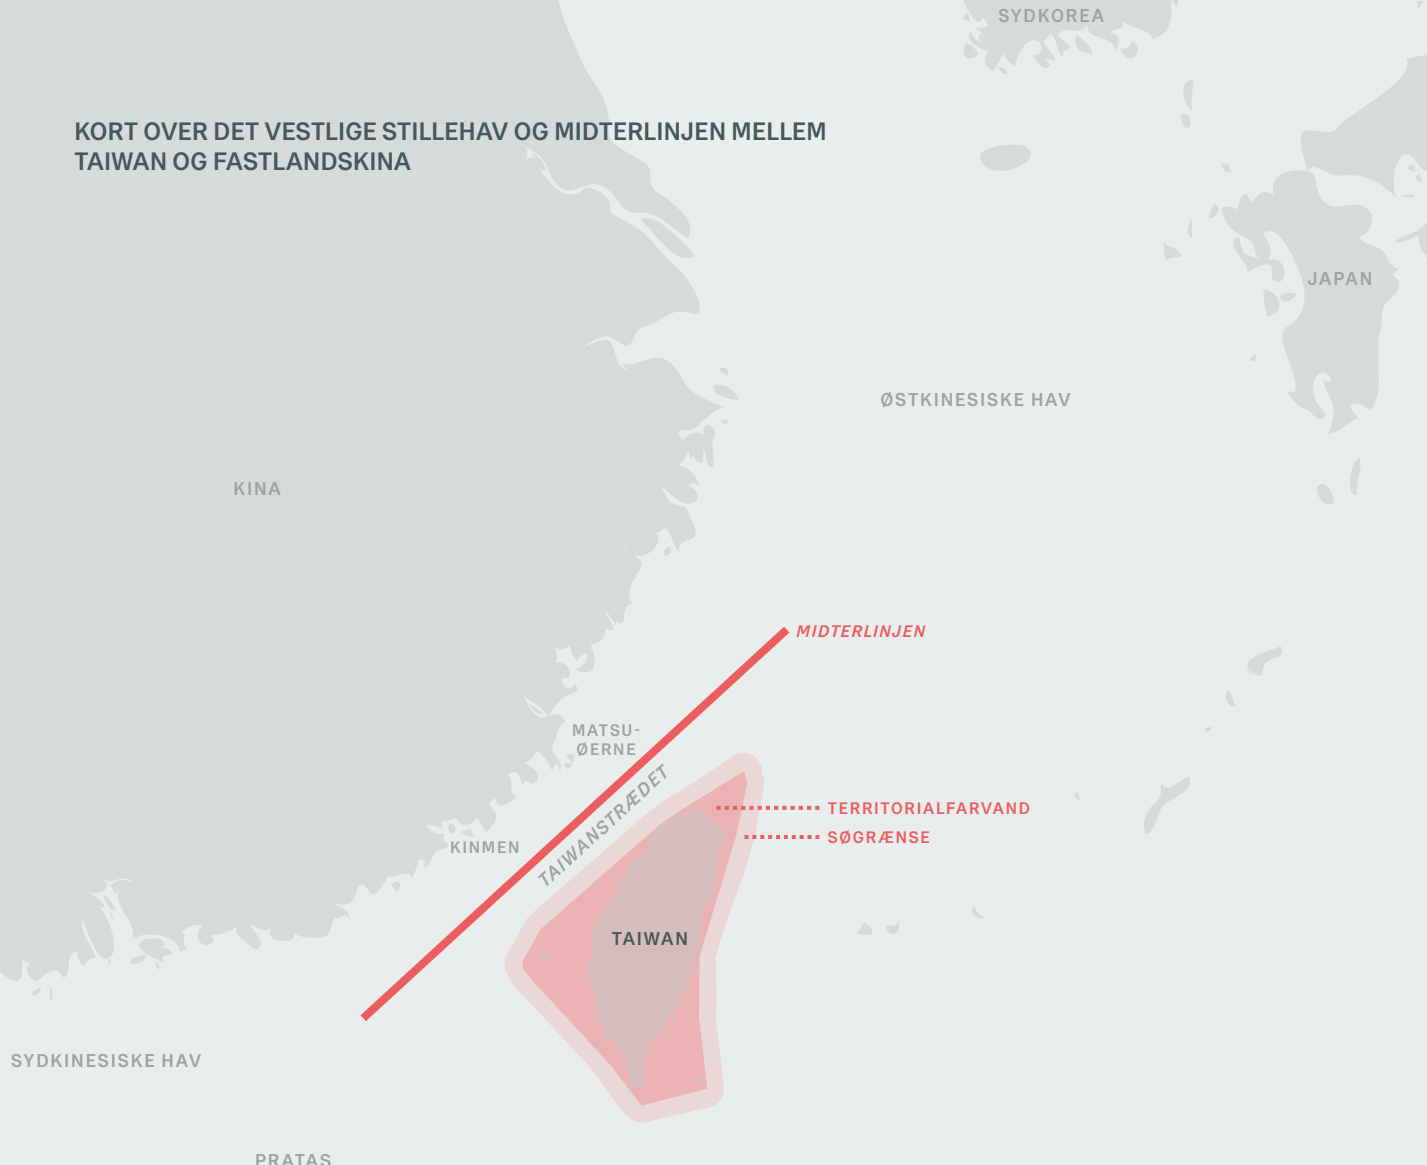 SYDKOREA
KORT OVER DET VESTLIGE STILLEHAV OG MIDTERLINJEN MELLEM
TAIWAN OG FASTLANDSKINA
JAPAN
ØSTKINESISKE HAV
KINA
MIDTERLINJEN
MATSU-
ØERNE
TAIWANSTRÆDET
TERRITORIALFARVAND
SØGRÆNSE
KINMEN
TAIWAN
SYDKINESISKE HAV
PRATAS